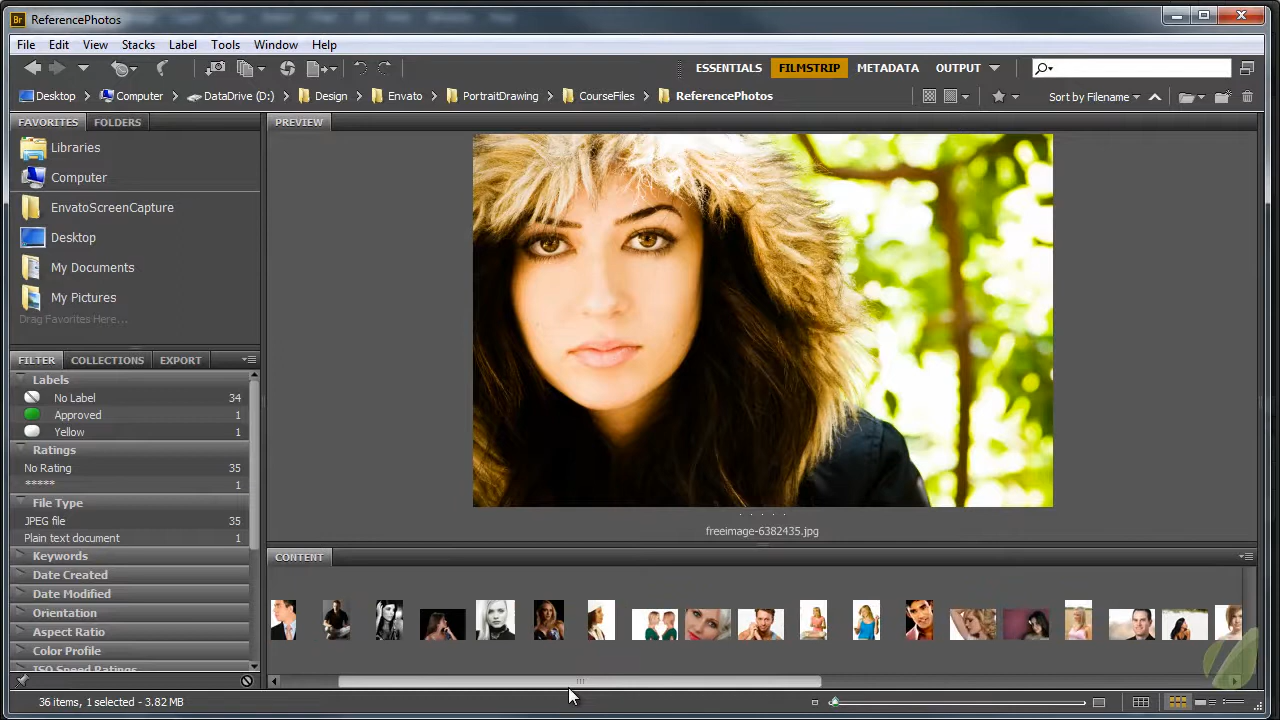 Br ReferencePhotos
File Edit View Stacks Label Tools Window Help
ESSENTIALS FILMSTRIP METADATA OUTPUT
Desktop Computer DataDrive (D:) Design Envato PortraitDrawing CourseFiles ReferencePhotos Sort by Filename
FAVORITES FOLDERS
PREVIEW
Libraries
Computer
EnvatoScreenCapture
Desktop
My Documents
My Pictures
Drag Favorites Here...
FILTER COLLECTIONS EXPORT
Labels
No Label 34
Approved 1
Yellow 1
Ratings
No Rating 35
***** 1
File Type
JPEG file 35
Plain text document 1
Keywords
Date Created
Date Modified
Orientation
Aspect Ratio
Color Profile
ISO Speed Ratings
freeimage-6382435.jpg
CONTENT
36 items, 1 selected - 3.82 MB